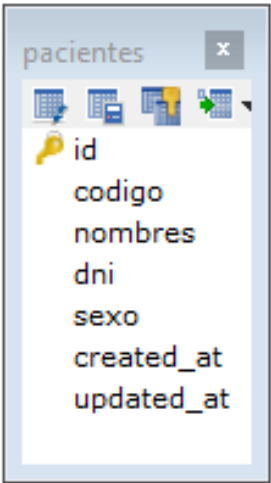 pacientes
x
id
codigo
nombres
dni
sexo
created_at
updated_at